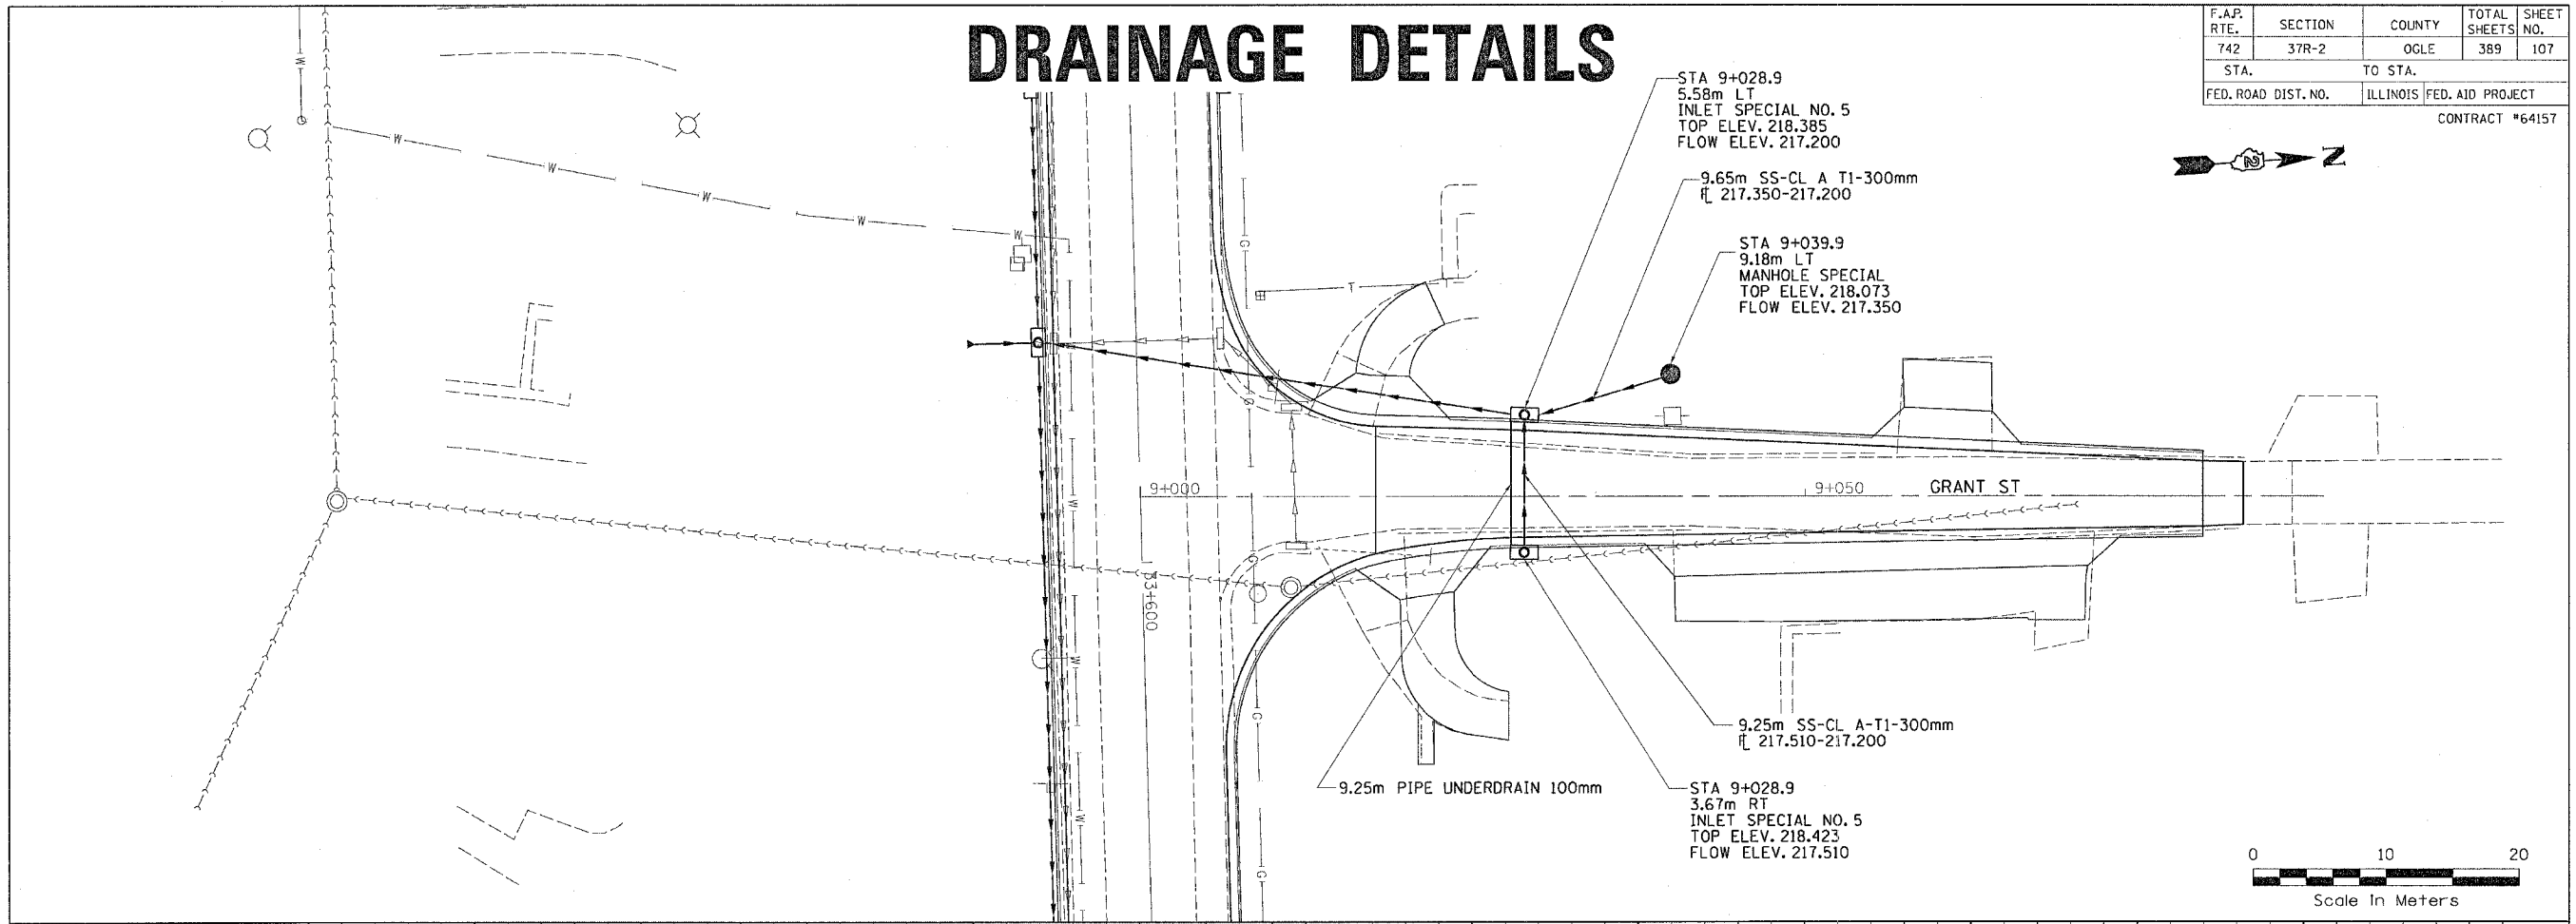 DRAINAGE DETAILS
F.A.P. RTE. SECTION COUNTY TOTAL SHEETS SHEET NO.
742 37R-2 OGLE 389 107
STA. TO STA.
FED. ROAD DIST. NO. ILLINOIS FED. AID PROJECT
CONTRACT #64157
N
STA 9+028.9
5.58m LT
INLET SPECIAL NO. 5
TOP ELEV. 218.385
FLOW ELEV. 217.200
9.65m SS-CL A T1-300mm
FL 217.350-217.200
STA 9+039.9
9.18m LT
MANHOLE SPECIAL
TOP ELEV. 218.073
FLOW ELEV. 217.350
W
W
W
W
W
W
G
T
T
9+000
9+050
GRANT ST
W
13+600
G
W
G
W
G
9.25m SS-CL A-T1-300mm
FL 217.510-217.200
9.25m PIPE UNDERDRAIN 100mm
STA 9+028.9
3.67m RT
INLET SPECIAL NO. 5
TOP ELEV. 218.423
FLOW ELEV. 217.510
0 10 20
Scale In Meters